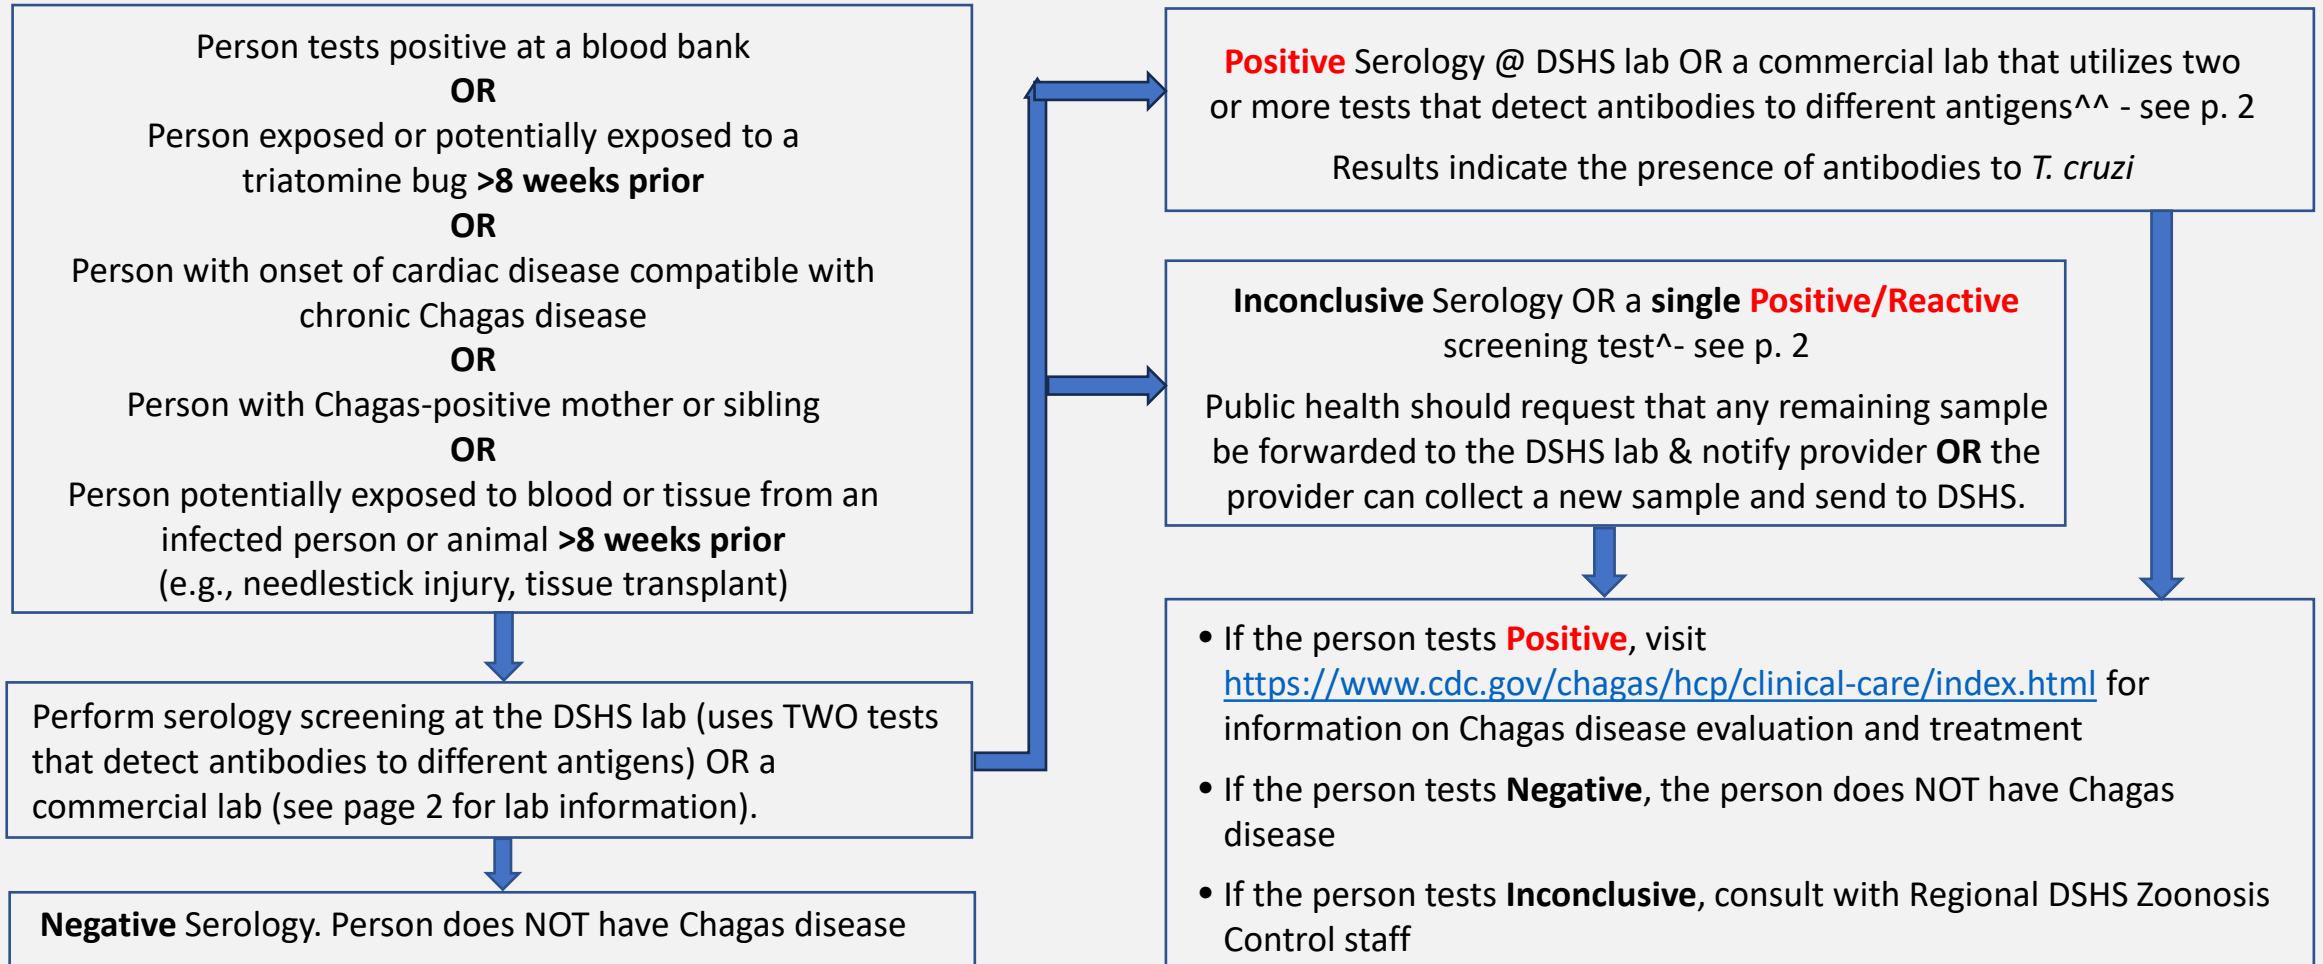 Person tests positive at a blood bank
OR
Person exposed or potentially exposed to a
triatomine bug >8 weeks prior
OR
Person with onset of cardiac disease compatible with
chronic Chagas disease
OR
Person with Chagas-positive mother or sibling
OR
Person potentially exposed to blood or tissue from an
infected person or animal >8 weeks prior
(e.g., needlestick injury, tissue transplant)
Perform serology screening at the DSHS lab (uses TWO tests
that detect antibodies to different antigens) OR a
commercial lab (see page 2 for lab information).
Negative Serology. Person does NOT have Chagas disease
Positive Serology @ DSHS lab OR a commercial lab that utilizes two
or more tests that detect antibodies to different antigens^^ - see p. 2
Results indicate the presence of antibodies to T. cruzi
Inconclusive Serology OR a single Positive/Reactive
screening test^- see p. 2
Public health should request that any remaining sample
be forwarded to the DSHS lab & notify provider OR the
provider can collect a new sample and send to DSHS.
• If the person tests Positive, visit
https://www.cdc.gov/chagas/hcp/clinical-care/index.html for
information on Chagas disease evaluation and treatment
• If the person tests Negative, the person does NOT have Chagas
disease
• If the person tests Inconclusive, consult with Regional DSHS Zoonosis
Control staff